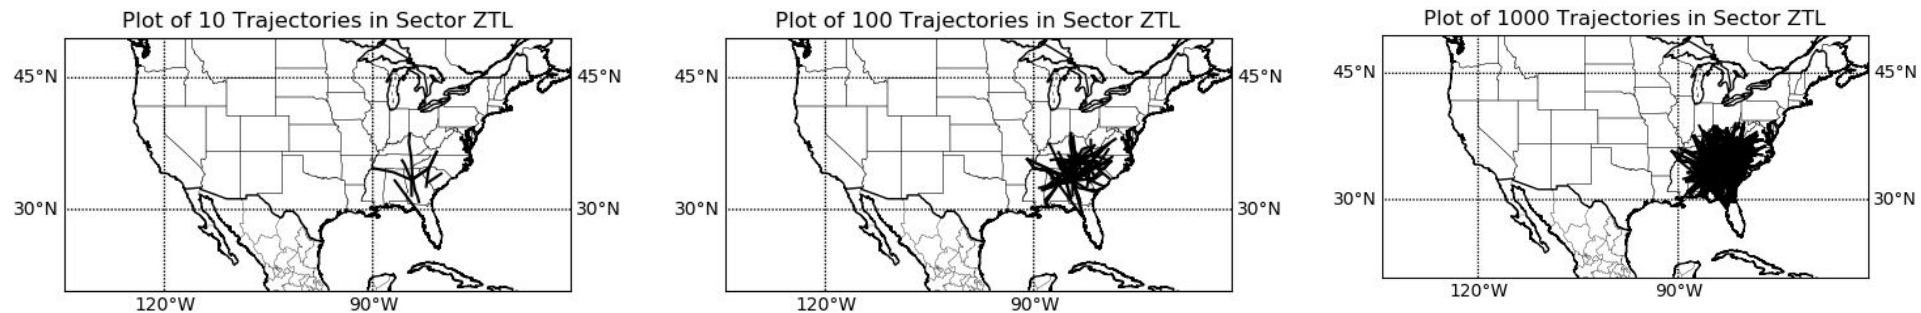 Plot of 10 Trajectories in Sector ZTL
45°N 45°N
30°N 30°N
120°W 90°W
Plot of 100 Trajectories in Sector ZTL
45°N 45°N
30°N 30°N
120°W 90°W
Plot of 1000 Trajectories in Sector ZTL
45°N 45°N
30°N 30°N
120°W 90°W